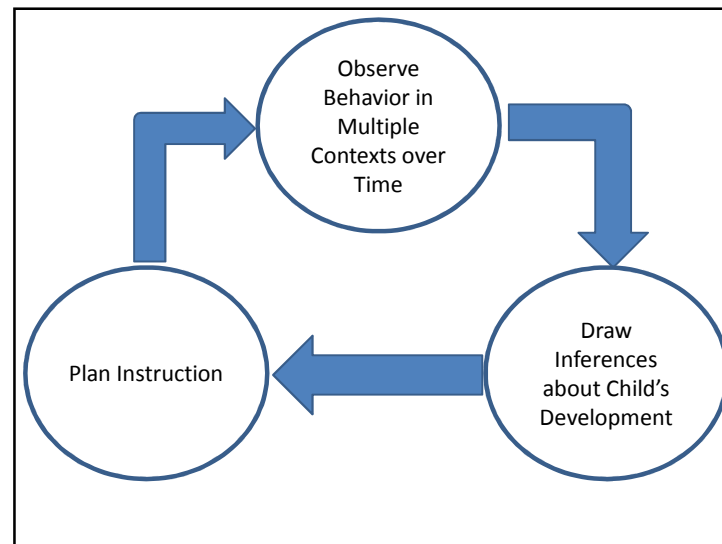 Observe
Behavior in
Multiple
Contexts over
Time
Draw
Inferences
about Child’s
Development
Plan Instruction